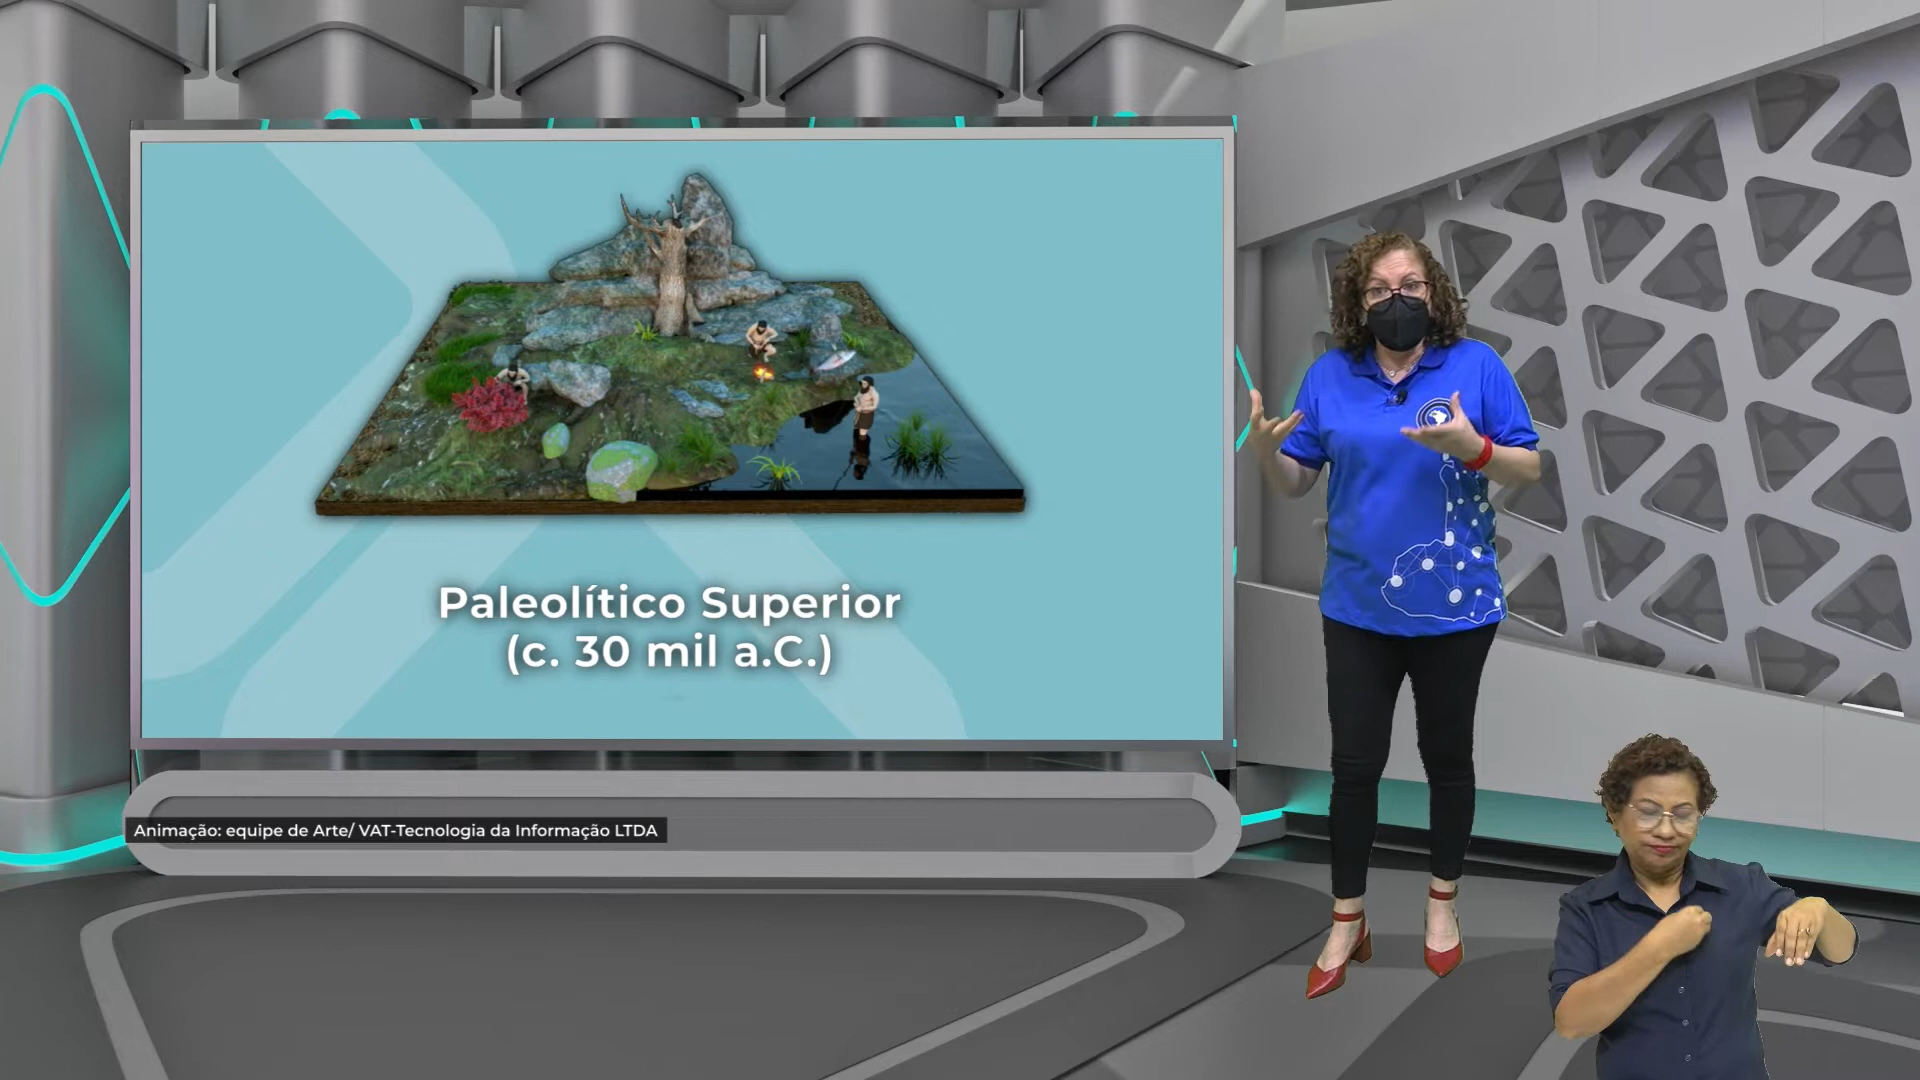 Paleolítico Superior
(c. 30 mil a.C.)
Animação: equipe de Arte/ VAT-Tecnologia da Informação LTDA